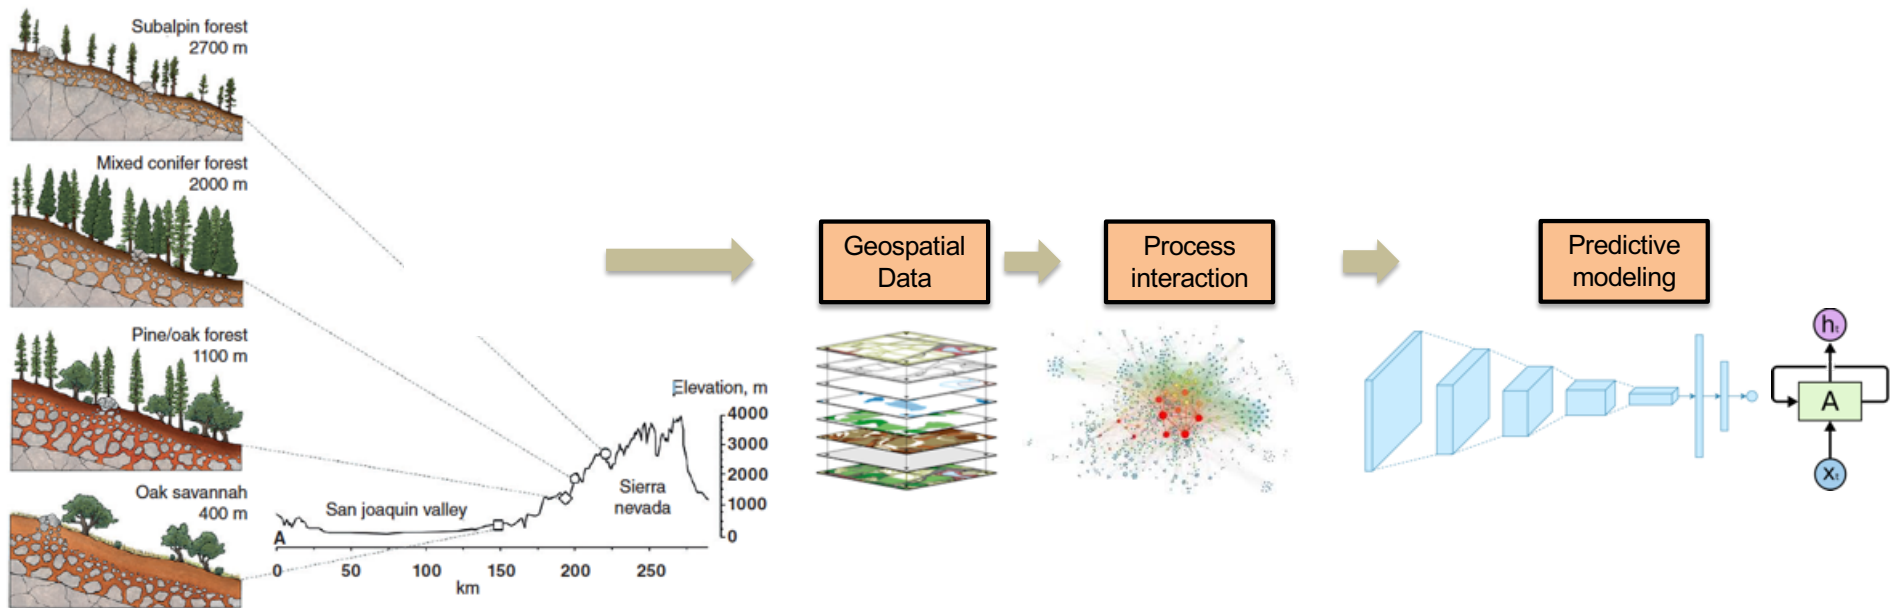 Subalpin forest
2700 m
Mixed conifer forest
2000 m
Pine/oak forest
1100 m
Oak savannah
400 m
Elevation, m
4000
3000
2000
1000
0
San joaquin valley
Sierra
nevada
A
0 50 100 150 200 250
km
Geospatial
Data
Process
interaction
Predictive
modeling
hₜ
A
xₜ